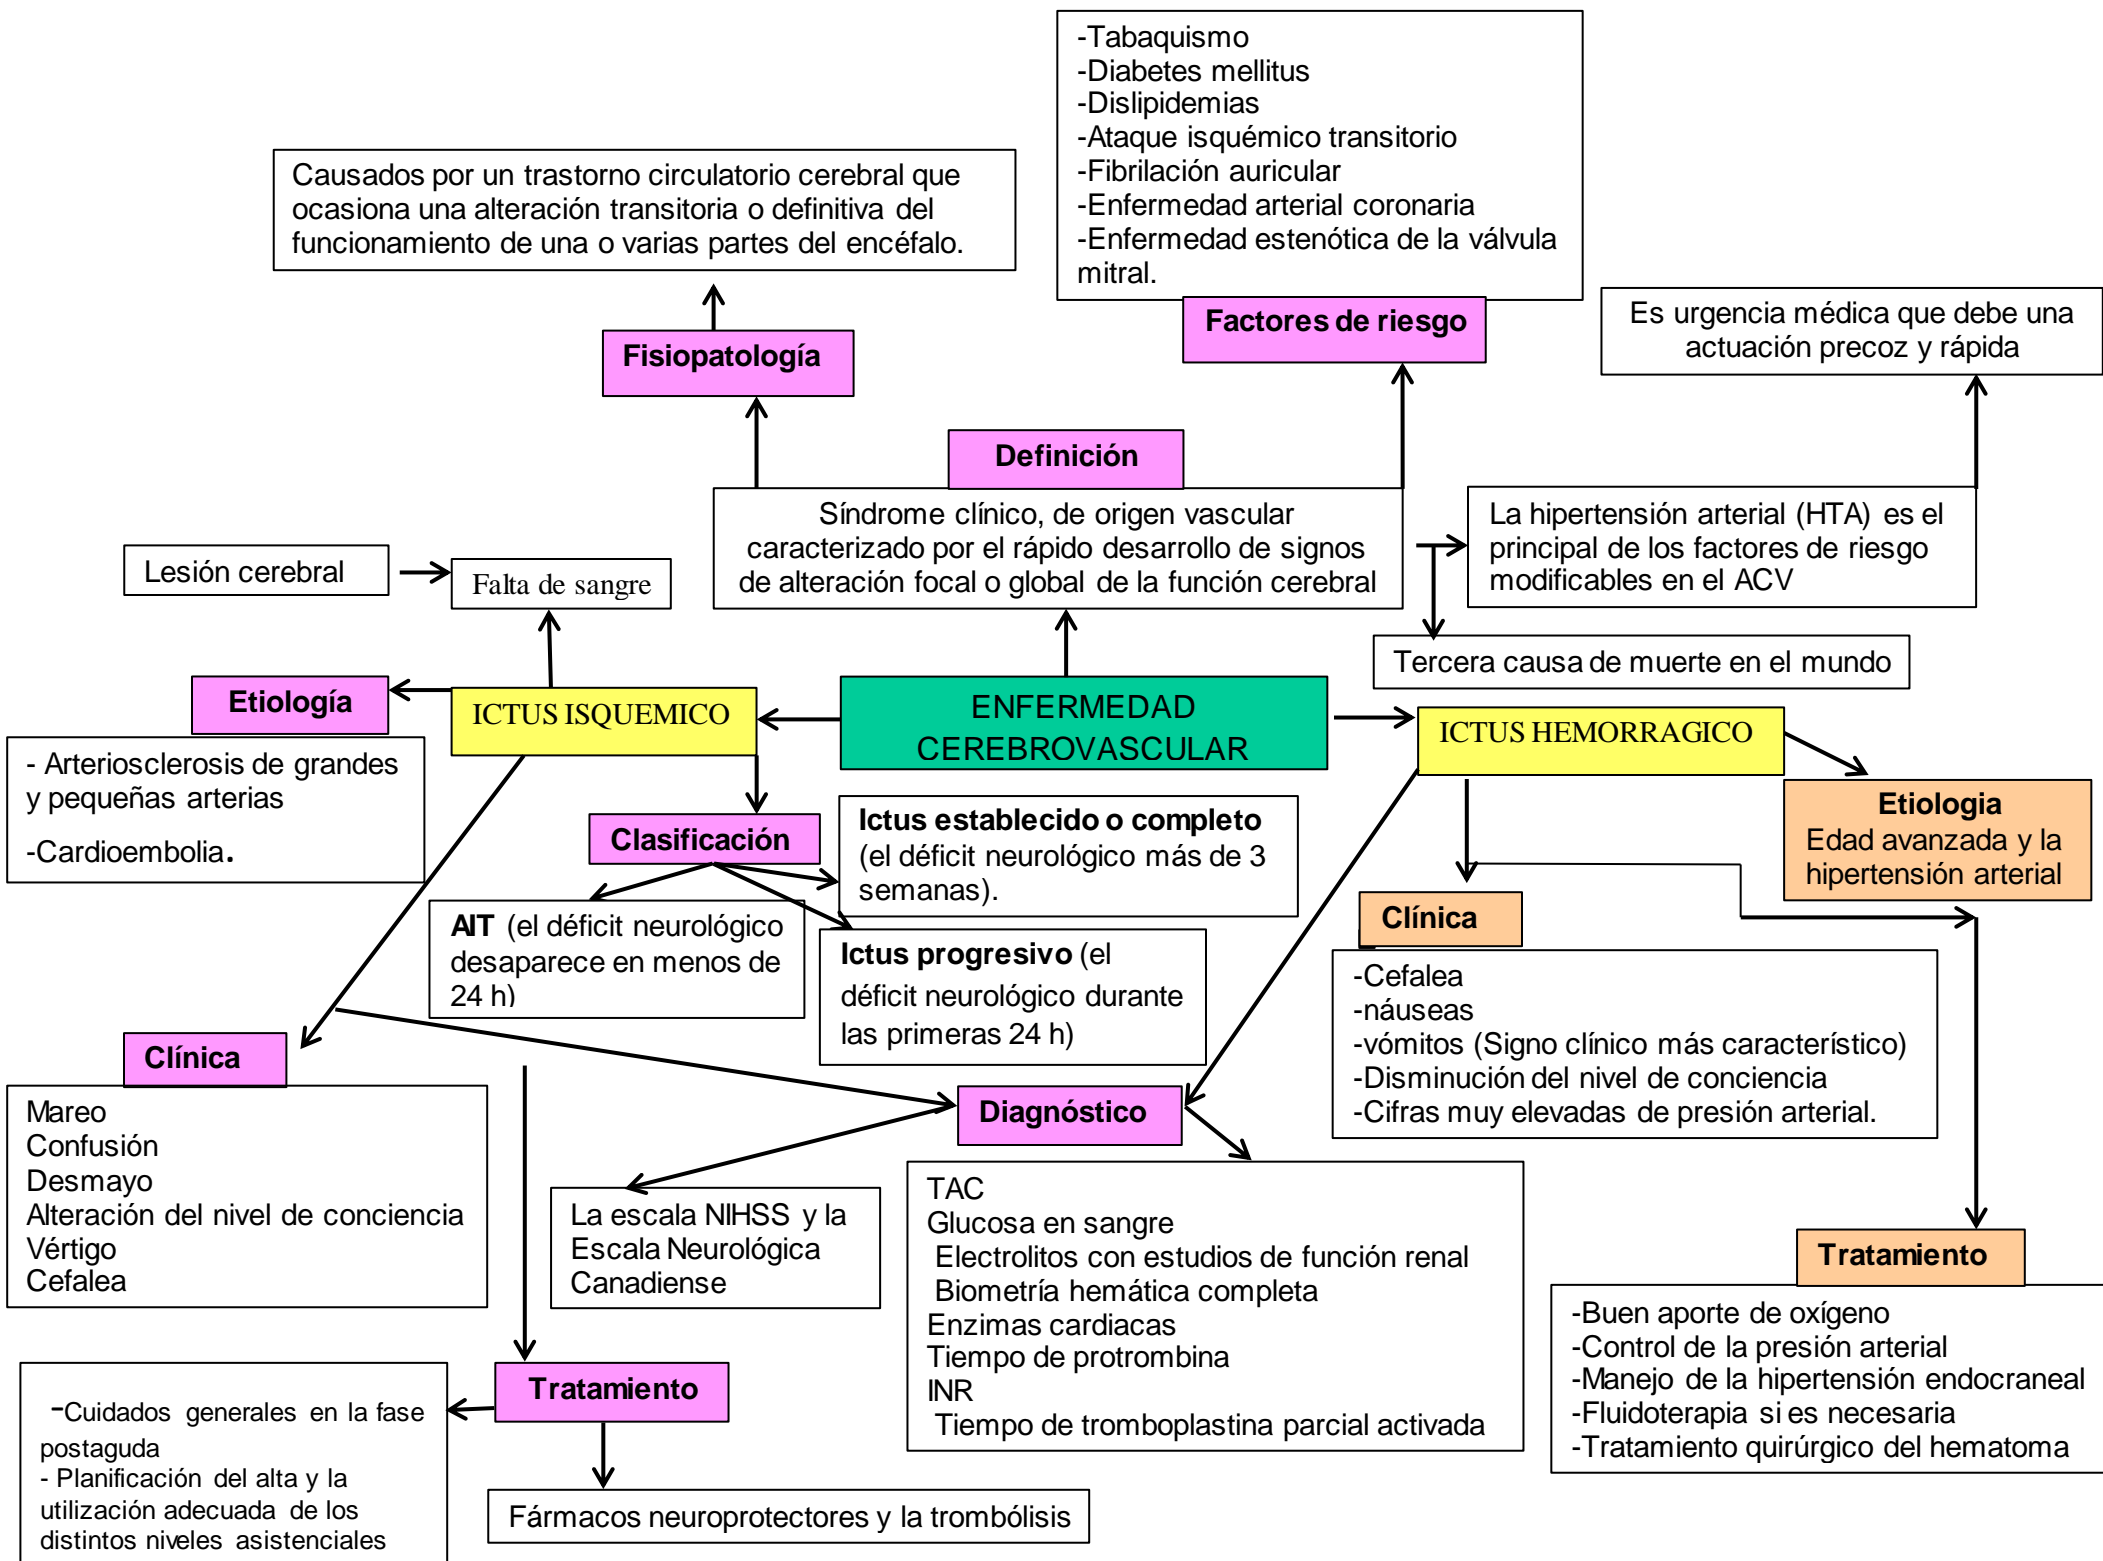 -Tabaquismo
-Diabetes mellitus
-Dislipidemias
-Ataque isquémico transitorio
-Fibrilación auricular
-Enfermedad arterial coronaria
-Enfermedad estenótica de la válvula
mitral.
Factores de riesgo
Causados por un trastorno circulatorio cerebral que
ocasiona una alteración transitoria o definitiva del
funcionamiento de una o varias partes del encéfalo.
Fisiopatología
Es urgencia médica que debe una
actuación precoz y rápida
Definición
Síndrome clínico, de origen vascular
caracterizado por el rápido desarrollo de signos
de alteración focal o global de la función cerebral
La hipertensión arterial (HTA) es el
principal de los factores de riesgo
modificables en el ACV
Tercera causa de muerte en el mundo
Lesión cerebral
Falta de sangre
ENFERMEDAD
CEREBROVASCULAR
ICTUS ISQUEMICO
Etiología
- Arteriosclerosis de grandes
y pequeñas arterias
-Cardioembolia.
Clasificación
Ictus establecido o completo
(el déficit neurológico más de 3
semanas).
AIT (el déficit neurológico
desaparece en menos de
24 h)
Ictus progresivo (el
déficit neurológico durante
las primeras 24 h)
ICTUS HEMORRAGICO
Etiologia
Edad avanzada y la
hipertensión arterial
Clínica
-Cefalea
-náuseas
-vómitos (Signo clínico más característico)
-Disminución del nivel de conciencia
-Cifras muy elevadas de presión arterial.
Clínica
Mareo
Confusión
Desmayo
Alteración del nivel de conciencia
Vértigo
Cefalea
Diagnóstico
La escala NIHSS y la
Escala Neurológica
Canadiense
TAC
Glucosa en sangre
Electrolitos con estudios de función renal
Biometría hemática completa
Enzimas cardiacas
Tiempo de protrombina
INR
Tiempo de tromboplastina parcial activada
Tratamiento
-Buen aporte de oxígeno
-Control de la presión arterial
-Manejo de la hipertensión endocraneal
-Fluidoterapia si es necesaria
-Tratamiento quirúrgico del hematoma
Tratamiento
-Cuidados generales en la fase
postaguda
- Planificación del alta y la
utilización adecuada de los
distintos niveles asistenciales
Fármacos neuroprotectores y la trombólisis